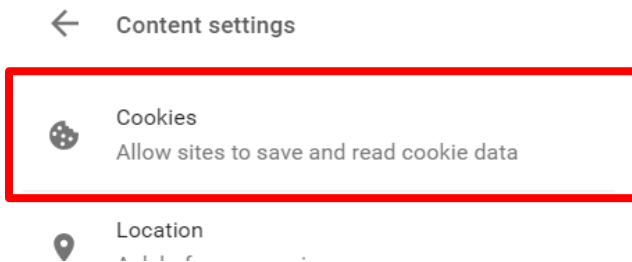 Content settings
Cookies
Allow sites to save and read cookie data
Location